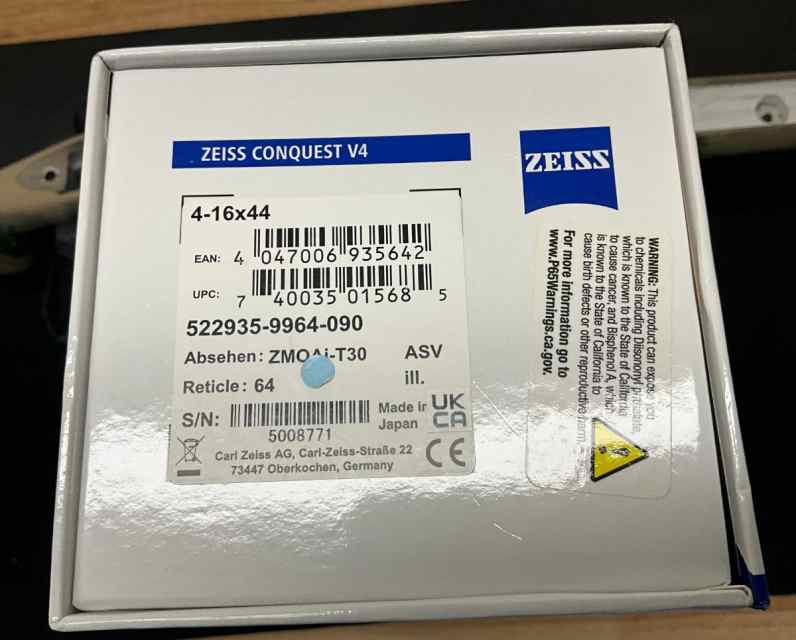 ZEISS CONQUEST V4
ZEISS
4-16x44
EAN: 4 047006 935642
UPC: 7 40035 01568 5
522935-9964-090
Absehen: ZMOAi-T30 ASV
Reticle: 64 ill.
S/N:
5008771
Made in
Japan
UK
CA
Carl Zeiss AG, Carl-Zeiss-Straße 22
73447 Oberkochen, Germany
CE
WARNING: This product can expose you
to chemicals including Diisononyl phthalate,
which is known to the State of California
to cause cancer, and Bisphenol A, which
is known to the State of California to
cause birth defects or other reproductive harm.
For more information go to
www.P65Warnings.ca.gov.